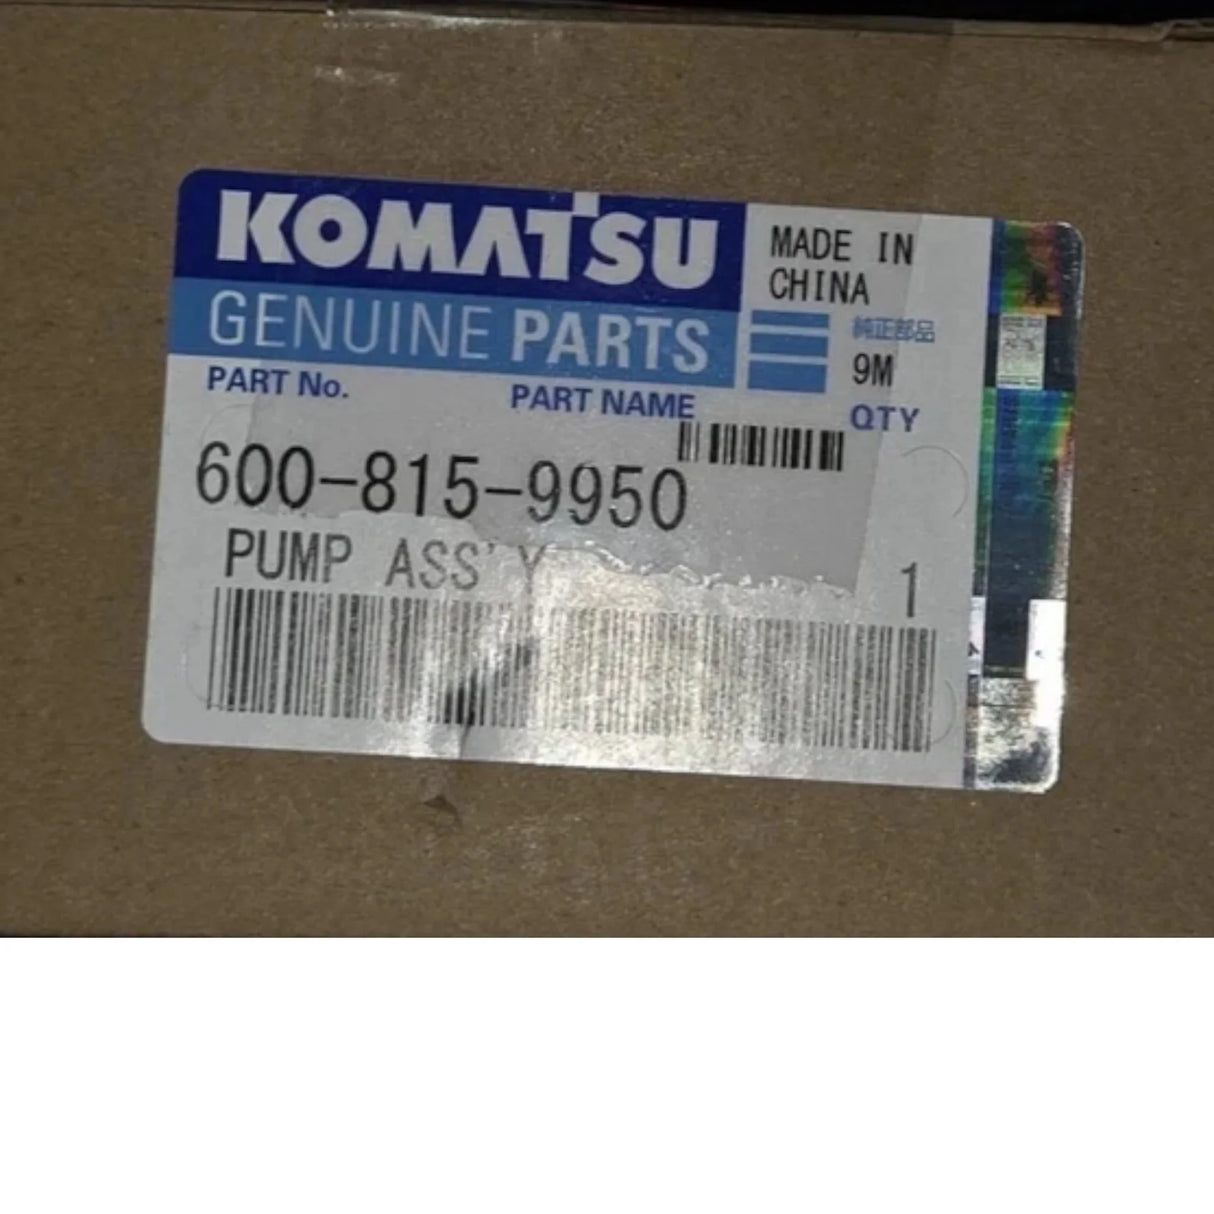 KOMATSU
GENUINE PARTS
MADE IN
CHINA
純正部品
9M
PART No.
PART NAME
QTY
600-815-9950
PUMP ASS'Y
1